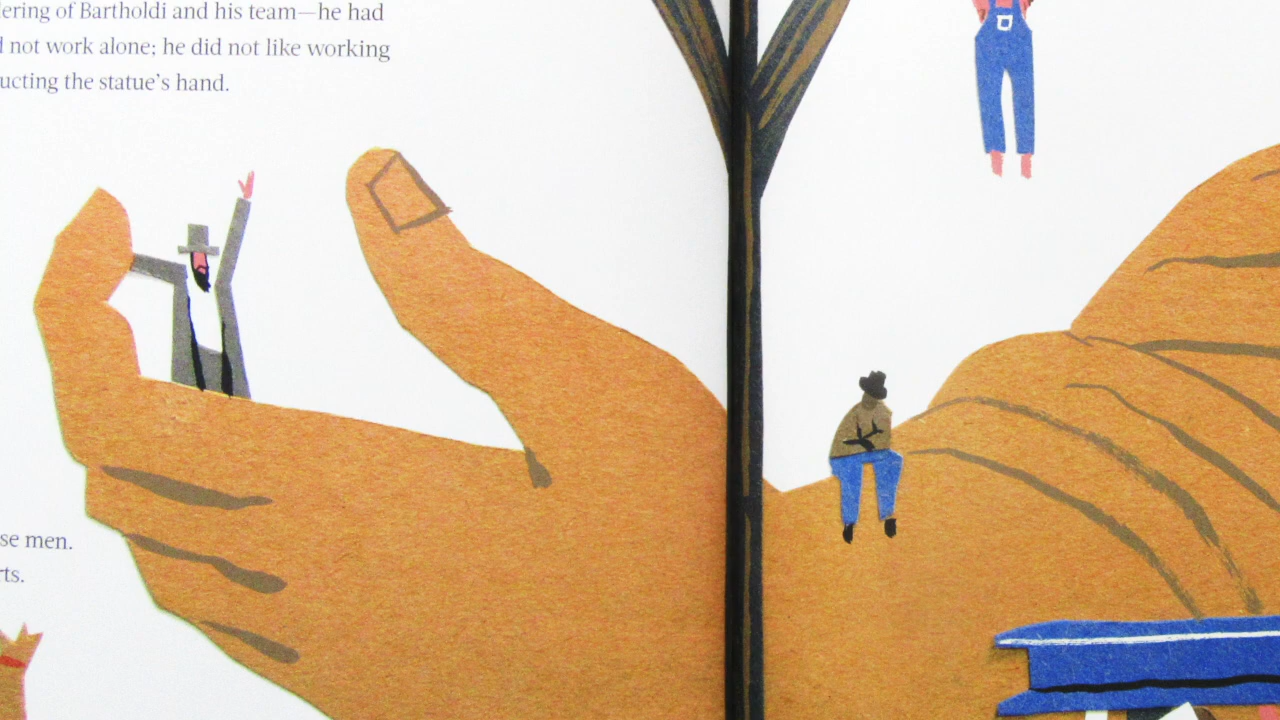 ering of Bartholdi and his team—he had
not work alone; he did not like working
ucting the statue's hand.
se men.
rts.